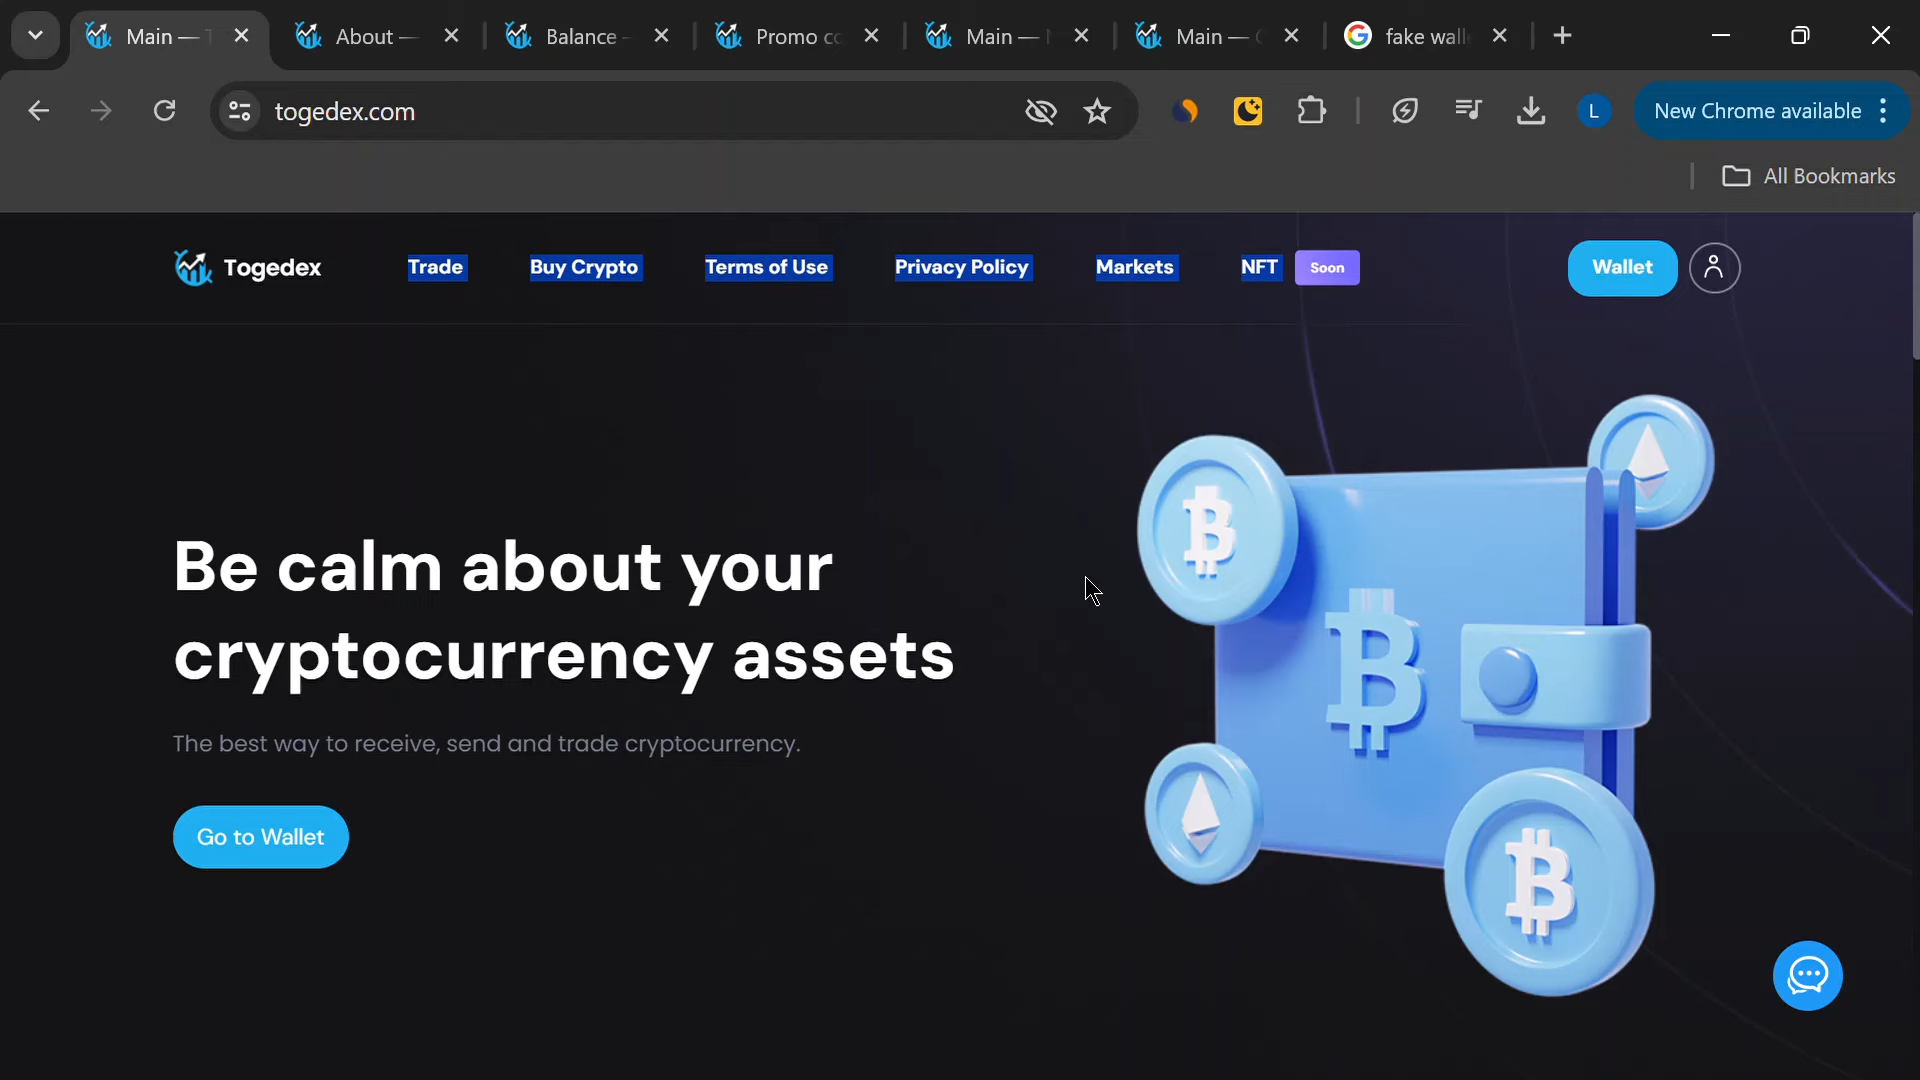 Main —
About —
Balance -
Promo co
Main —
Main —
fake wall
togedex.com
L
New Chrome available
All Bookmarks
Togedex
Trade
Buy Crypto
Terms of Use
Privacy Policy
Markets
NFT
Soon
Wallet
Be calm about your
cryptocurrency assets
The best way to receive, send and trade cryptocurrency.
Go to Wallet